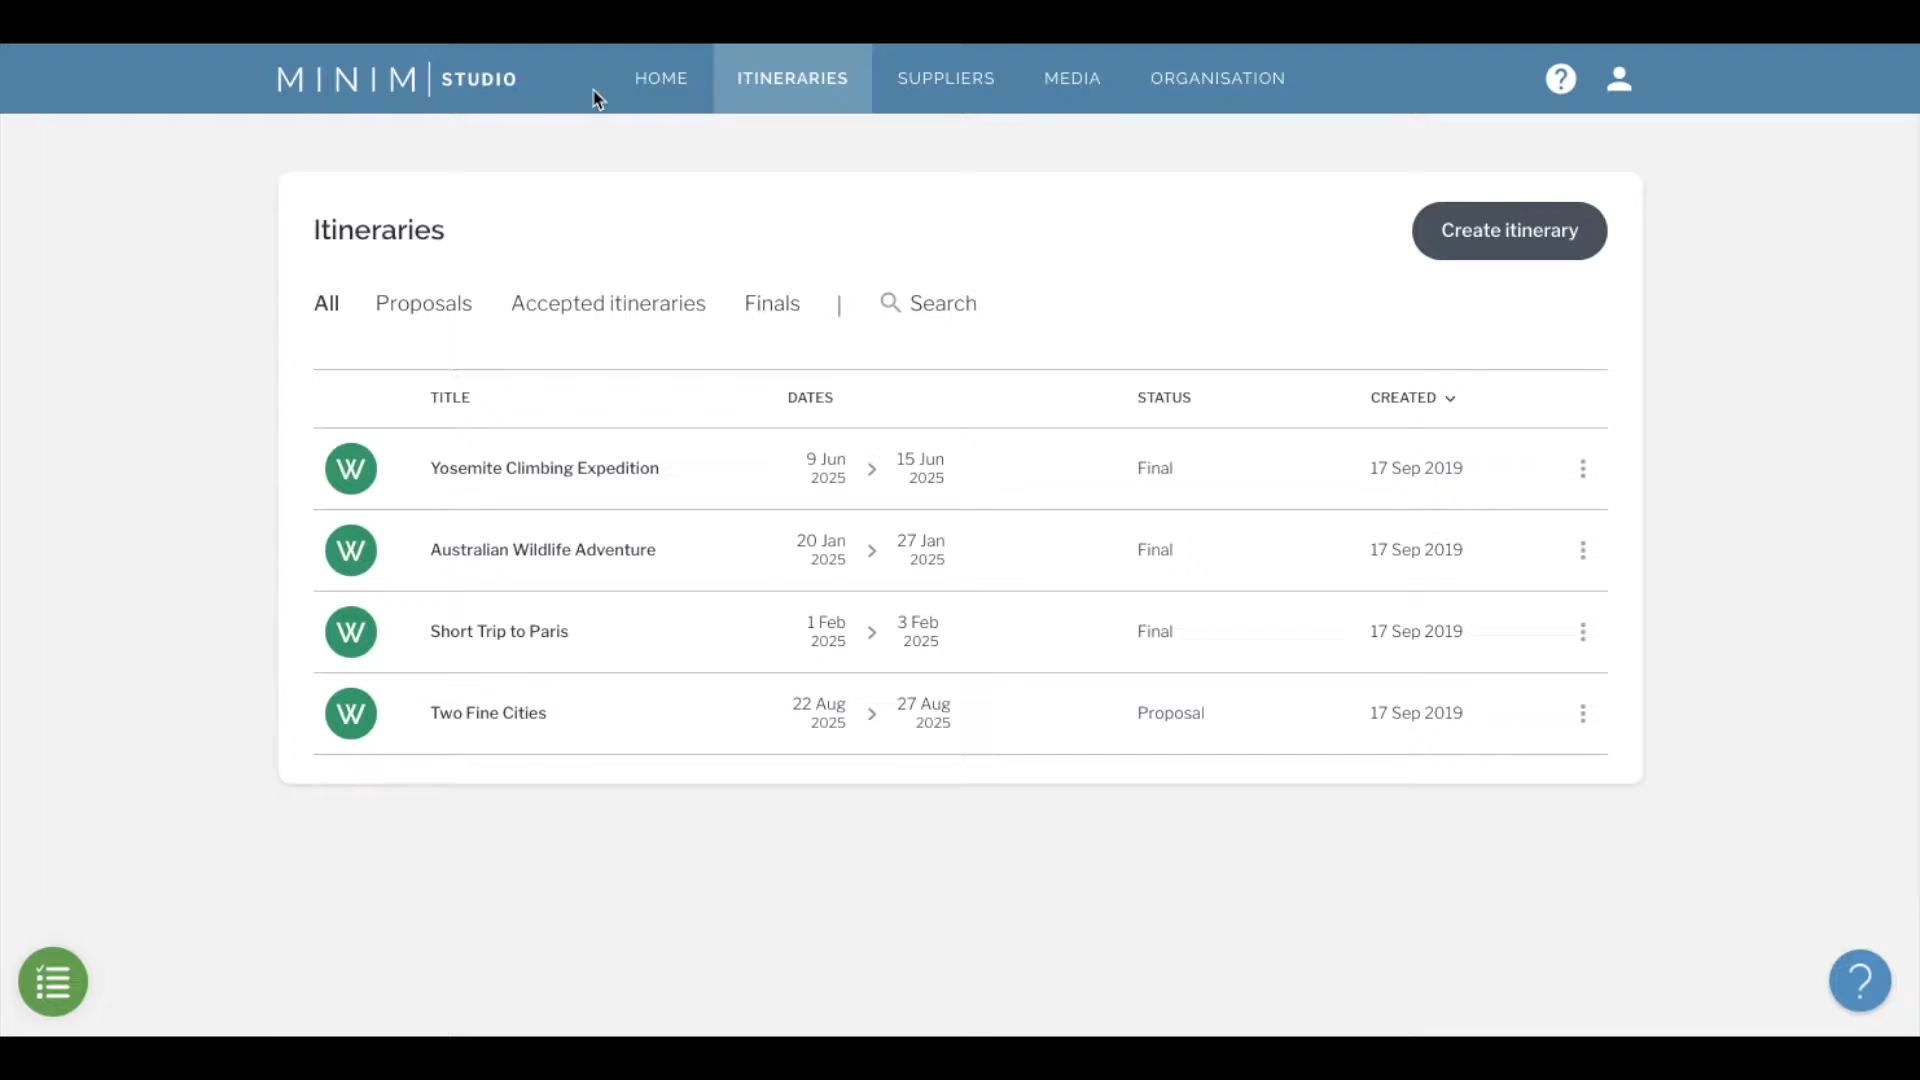 MINIM STUDIO HOME ITINERARIES SUPPLIERS MEDIA ORGANISATION ?
Itineraries Create itinerary
All Proposals Accepted itineraries Finals | Search
TITLE DATES STATUS CREATED
W Yosemite Climbing Expedition 9 Jun 2025 > 15 Jun 2025 Final 17 Sep 2019
W Australian Wildlife Adventure 20 Jan 2025 > 27 Jan 2025 Final 17 Sep 2019
W Short Trip to Paris 1 Feb 2025 > 3 Feb 2025 Final 17 Sep 2019
W Two Fine Cities 22 Aug 2025 > 27 Aug 2025 Proposal 17 Sep 2019
?